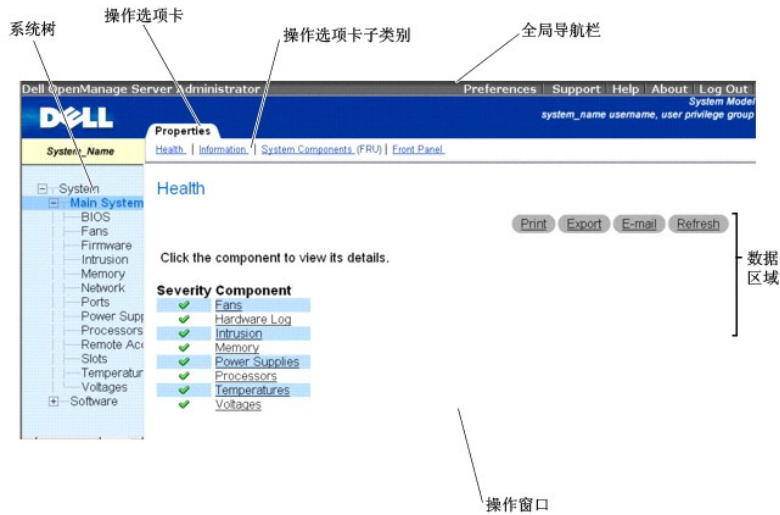 操作选项卡
系统树
操作选项卡子类别
全局导航栏
Dell OpenManage Server Administrator
Preferences | Support | Help | About | Log Out
System Model
DELL
system_name username, user privilege group
Properties
System_Name
Health | Information | System Components (FRU) | Front Panel
System
Main System
BIOS
Fans
Firmware
Intrusion
Memory
Network
Ports
Power Supp
Processors
Remote Acc
Slots
Temperatur
Voltages
Software
Health
Print Export E-mail Refresh
数据
区域
Click the component to view its details.
Severity Component
Fans
Hardware Log
Intrusion
Memory
Power Supplies
Processors
Temperatures
Voltages
操作窗口